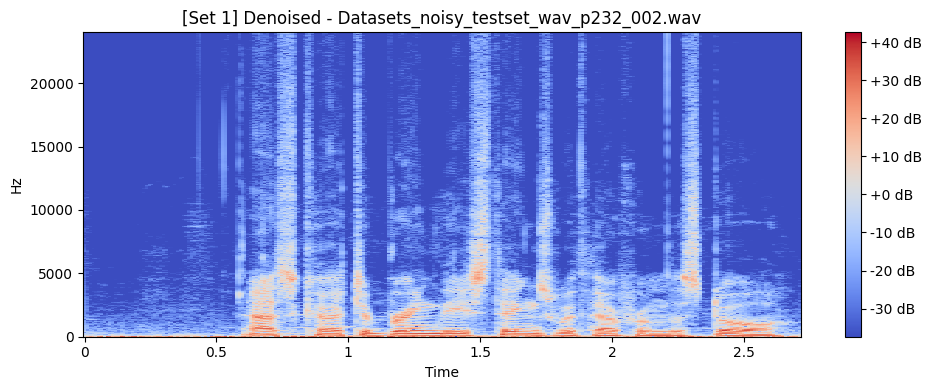 [Set 1] Denoised - Datasets_noisy_testset_wav_p232_002.wav
20000
15000
10000
5000
0
Hz
0
0.5
1
1.5
2
2.5
Time
+40 dB
+30 dB
+20 dB
+10 dB
+0 dB
-10 dB
-20 dB
-30 dB